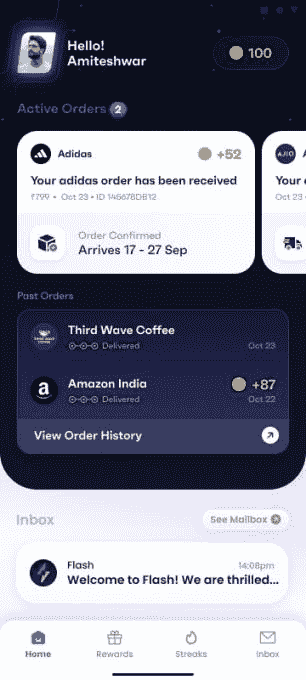 Hello!
Amiteshwar
100
Active Orders 2
Adidas
+52
Your adidas order has been received
₹799 • Oct 23 • ID 146678DB12
Order Confirmed
Arrives 17 - 27 Sep
AJIO
Your
Oct 23
Past Orders
Third Wave Coffee
Delivered
Oct 23
Amazon India
+87
Delivered
Oct 22
View Order History
Inbox
See Mailbox
Flash
14:08pm
Welcome to Flash! We are thrilled...
Home
Rewards
Streaks
Inbox